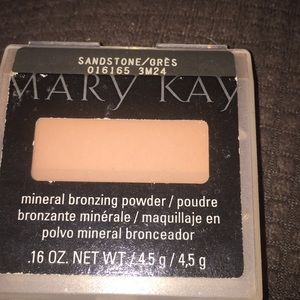 SANDSTONE/GRÈS
016165 3M24
MARY KAY
mineral bronzing powder / poudre
bronzante minérale / maquillaje en
polvo mineral bronceador
.16 OZ. NET WT / 4.5 g / 4,5 g